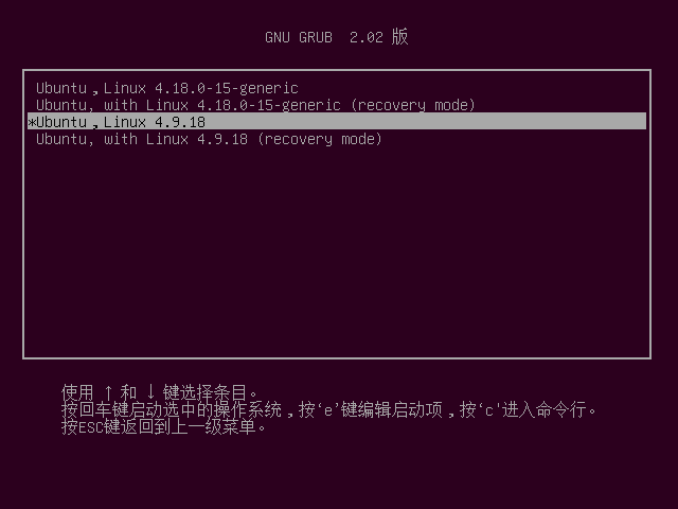 GNU GRUB  2.02 版
Ubuntu，Linux 4.18.0-15-generic
Ubuntu, with Linux 4.18.0-15-generic (recovery mode)
*Ubuntu，Linux 4.9.18
Ubuntu, with Linux 4.9.18 (recovery mode)
使用 ↑ 和 ↓ 键选择条目。
按回车键启动选中的操作系统，按‘e’键编辑启动项，按‘c'进入命令行。
按ESC键返回到上一级菜单。